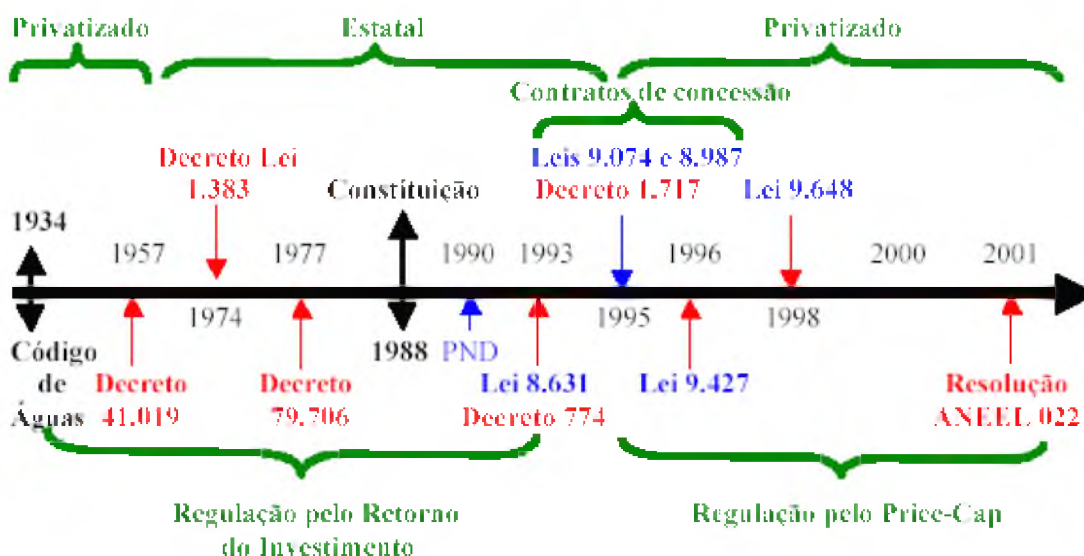 Privatizado
Estatal
Privatizado
Contratos de concessão
Decreto Lei
1.383
Constituição
Leis 9.074 e 8.987
Decreto 1.717
Lei 9.648
1934
1957
1977
1990
1993
1996
2000
2001
1974
1995
1998
Código
de
Águas
Decreto
41.019
Decreto
79.706
1988
PND
Lei 8.631
Decreto 774
Lei 9.427
Resolução
ANEEL 022
Regulação pelo Retorno
do Investimento
Regulação pelo Price-Cap